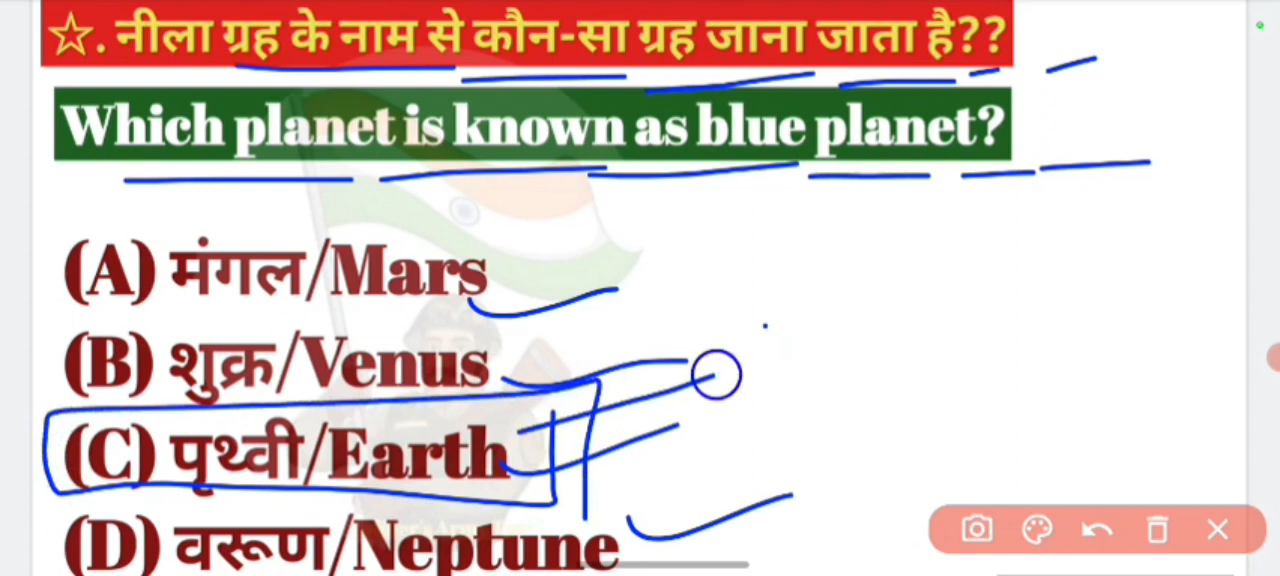 ☆. नीला ग्रह के नाम से कौन-सा ग्रह जाना जाता है??
Which planet is known as blue planet?
(A) मंगल/Mars
(B) शुक्र/Venus
(C) पृथ्वी/Earth
(D) वरूण/Neptune